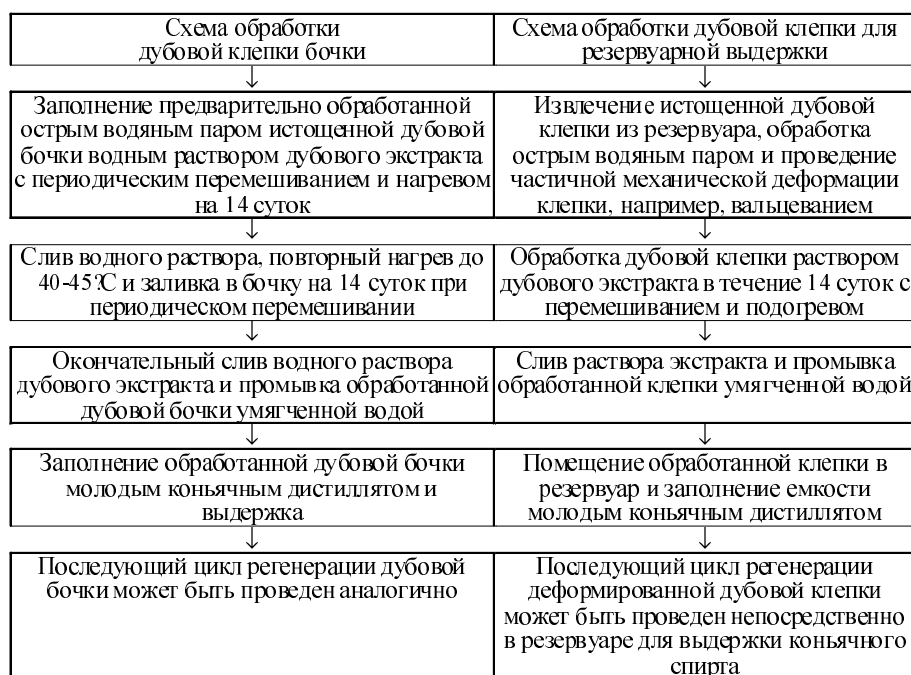 Схема обработки
дубовой клепки бочки
Схема обработки дубовой клепки для
резервуарной выдержки
↓
↓
Заполнение предварительно обработанной
острым водяным паром истощенной дубовой
бочки водным раствором дубового экстракта
с периодическим перемешиванием и нагревом
на 14 суток
Извлечение истощенной дубовой
клепки из резервуара, обработка
острым водяным паром и проведение
частичной механической деформации
клепки, например, вальцеванием
↓
↓
Слив водного раствора, повторный нагрев до
40-45?С и заливка в бочку на 14 суток при
периодическом перемешивании
Обработка дубовой клепки раствором
дубового экстракта в течение 14 суток с
перемешиванием и подогревом
↓
↓
Окончательный слив водного раствора
дубового экстракта и промывка обработанной
дубовой бочки умягченной водой
Слив раствора экстракта и промывка
обработанной клепки умягченной водой
↓
↓
Заполнение обработанной дубовой бочки
молодым коньячным дистиллятом и
выдержка
Помещение обработанной клепки в
резервуар и заполнение емкости
молодым коньячным дистиллятом
↓
↓
Последующий цикл регенерации дубовой
бочки может быть проведен аналогично
Последующий цикл регенерации
деформированной дубовой клепки
может быть проведен непосредственно
в резервуаре для выдержки коньячного
спирта